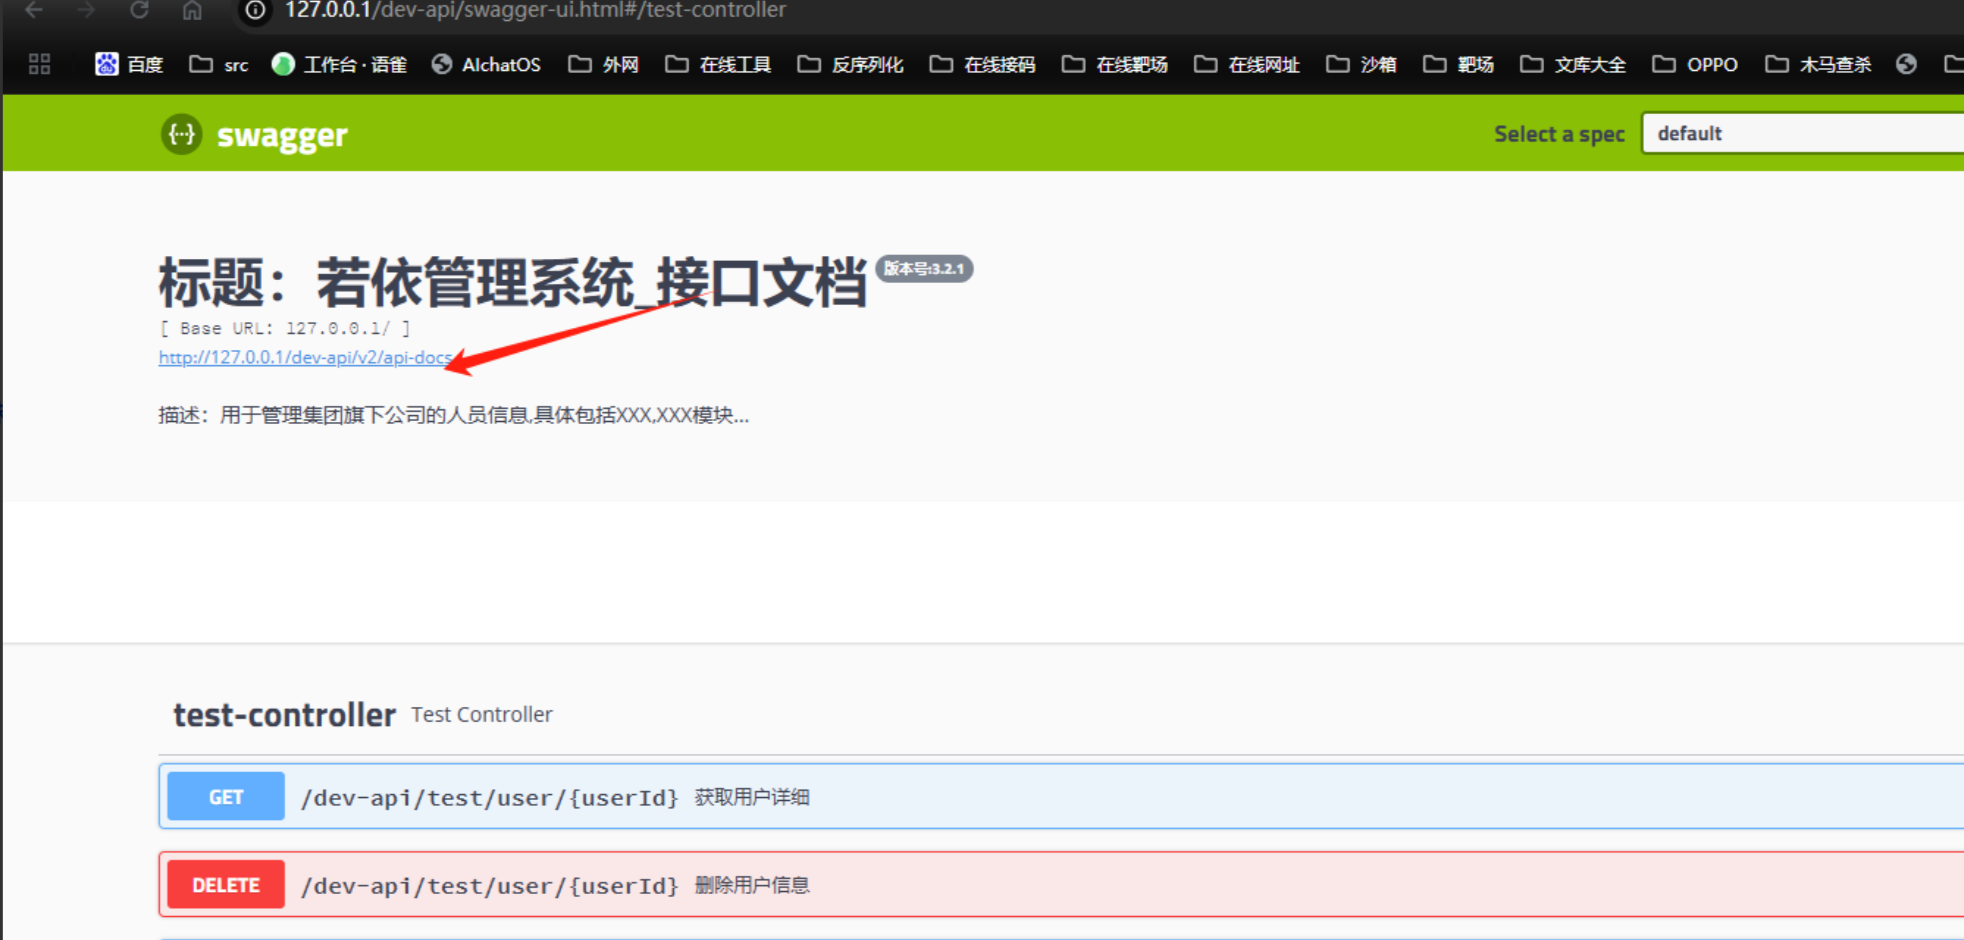 127.0.0.1/dev-api/swagger-ui.html#/test-controller
百度 src 工作台 · 语雀 AIchatOS 外网 在线工具 反序列化 在线接码 在线靶场 在线网址 沙箱 靶场 文库大全 OPPO 木马查杀
{···} swagger Select a spec default
标题：若依管理系统_接口文档 版本号:3.2.1
[ Base URL: 127.0.0.1/ ]
http://127.0.0.1/dev-api/v2/api-docs
描述：用于管理集团旗下公司的人员信息,具体包括XXX,XXX模块...
test-controller Test Controller
GET /dev-api/test/user/{userId} 获取用户详细
DELETE /dev-api/test/user/{userId} 删除用户信息